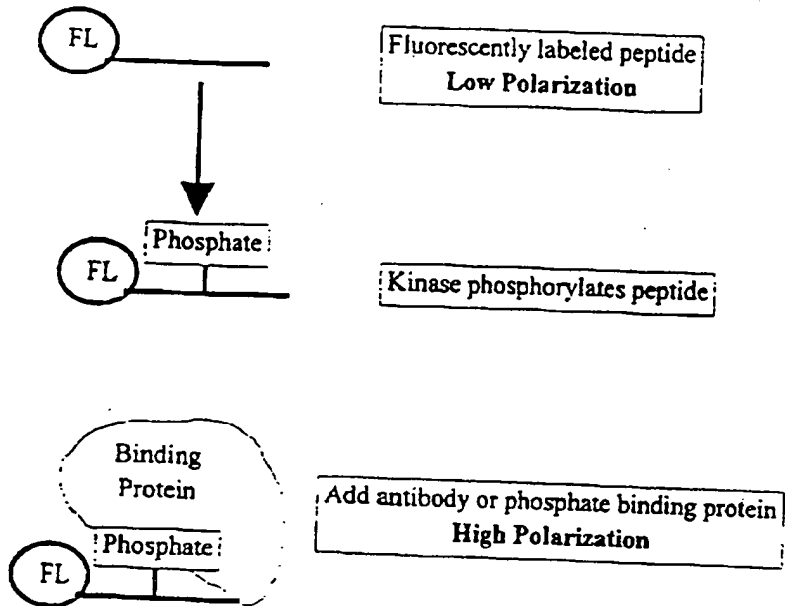 FL
Fluorescently labeled peptide
Low Polarization
Phosphate
FL
Kinase phosphorylates peptide
Binding
Protein
Phosphate
FL
Add antibody or phosphate binding protein
High Polarization